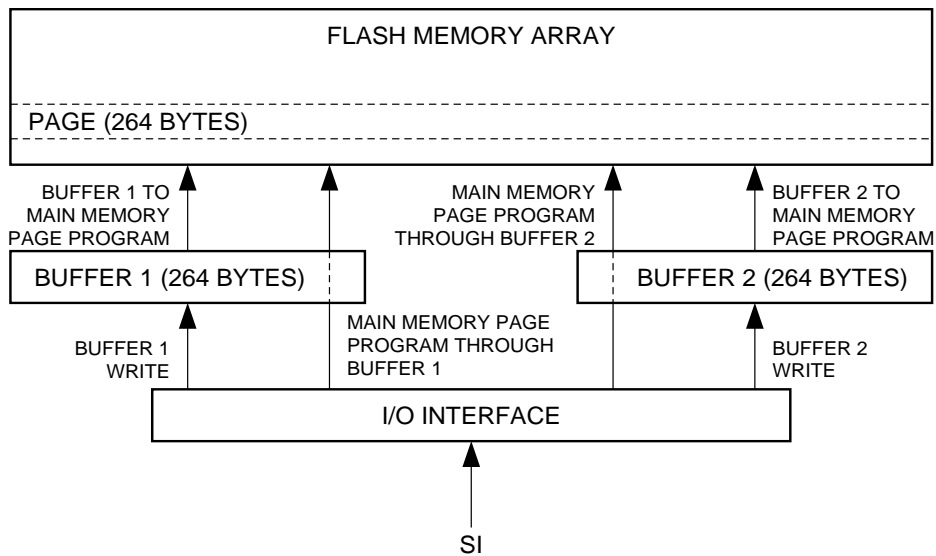 FLASH MEMORY ARRAY
PAGE (264 BYTES)
BUFFER 1 TO
MAIN MEMORY
PAGE PROGRAM
MAIN MEMORY
PAGE PROGRAM
THROUGH BUFFER 2
BUFFER 2 TO
MAIN MEMORY
PAGE PROGRAM
BUFFER 1 (264 BYTES)
BUFFER 2 (264 BYTES)
BUFFER 1
WRITE
MAIN MEMORY PAGE
PROGRAM THROUGH
BUFFER 1
BUFFER 2
WRITE
I/O INTERFACE
SI